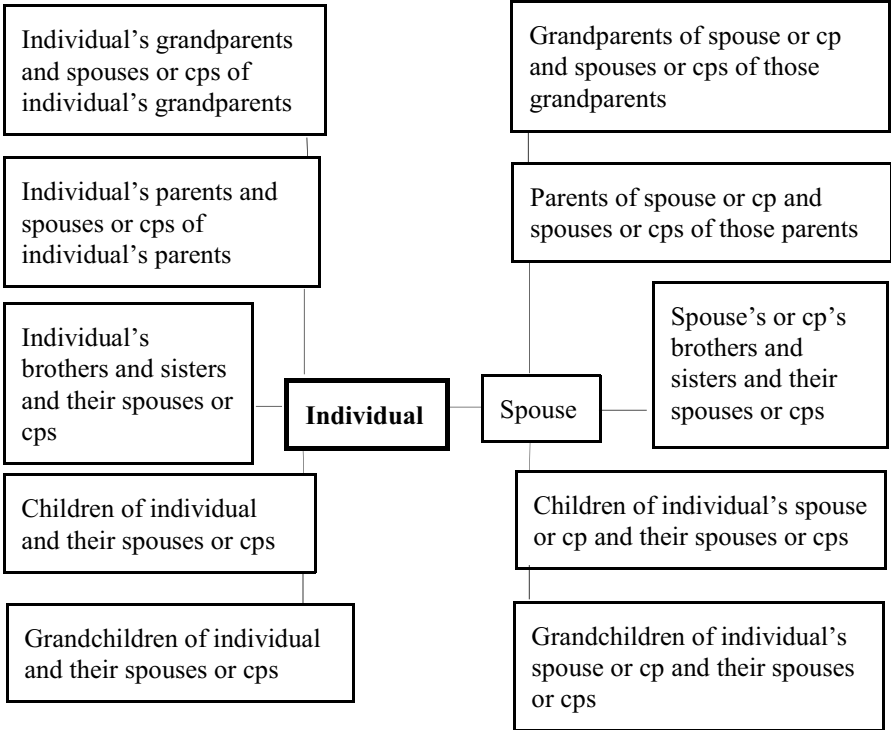 Individual’s grandparents
and spouses or cps of
individual’s grandparents
Grandparents of spouse or cp
and spouses or cps of those
grandparents
Individual’s parents and
spouses or cps of
individual’s parents
Parents of spouse or cp and
spouses or cps of those parents
Individual’s
brothers and sisters
and their spouses or
cps
Individual
Spouse
Spouse’s or cp’s
brothers and
sisters and their
spouses or cps
Children of individual
and their spouses or cps
Children of individual’s spouse
or cp and their spouses or cps
Grandchildren of individual
and their spouses or cps
Grandchildren of individual’s
spouse or cp and their spouses
or cps